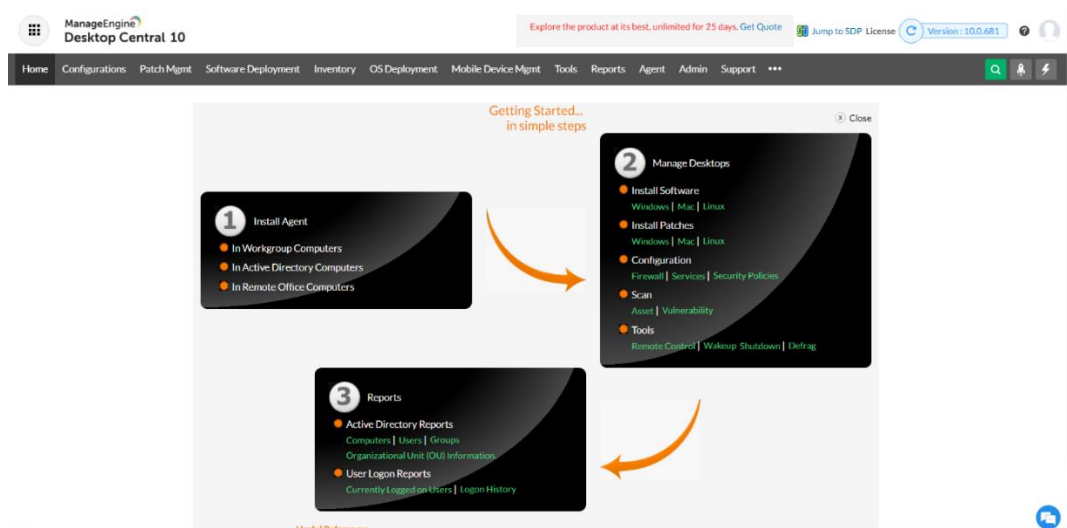 ManageEngine
Desktop Central 10
Explore the product at its best, unlimited for 25 days. Get Quote
Jump to SDP License
Version : 10.0.681
Home Configurations Patch Mgmt Software Deployment Inventory OS Deployment Mobile Device Mgmt Tools Reports Agent Admin Support •••
Getting Started...
in simple steps
x Close
1 Install Agent
In Workgroup Computers
In Active Directory Computers
In Remote Office Computers
2 Manage Desktops
Install Software
Windows | Mac | Linux
Install Patches
Windows | Mac | Linux
Configuration
Firewall | Services | Security Policies
Scan
Asset | Vulnerability
Tools
Remote Control | Wakeup Shutdown | Defrag
3 Reports
Active Directory Reports
Computers | Users | Groups
Organizational Unit (OU) Information.
User Logon Reports
Currently Logged on Users | Logon History